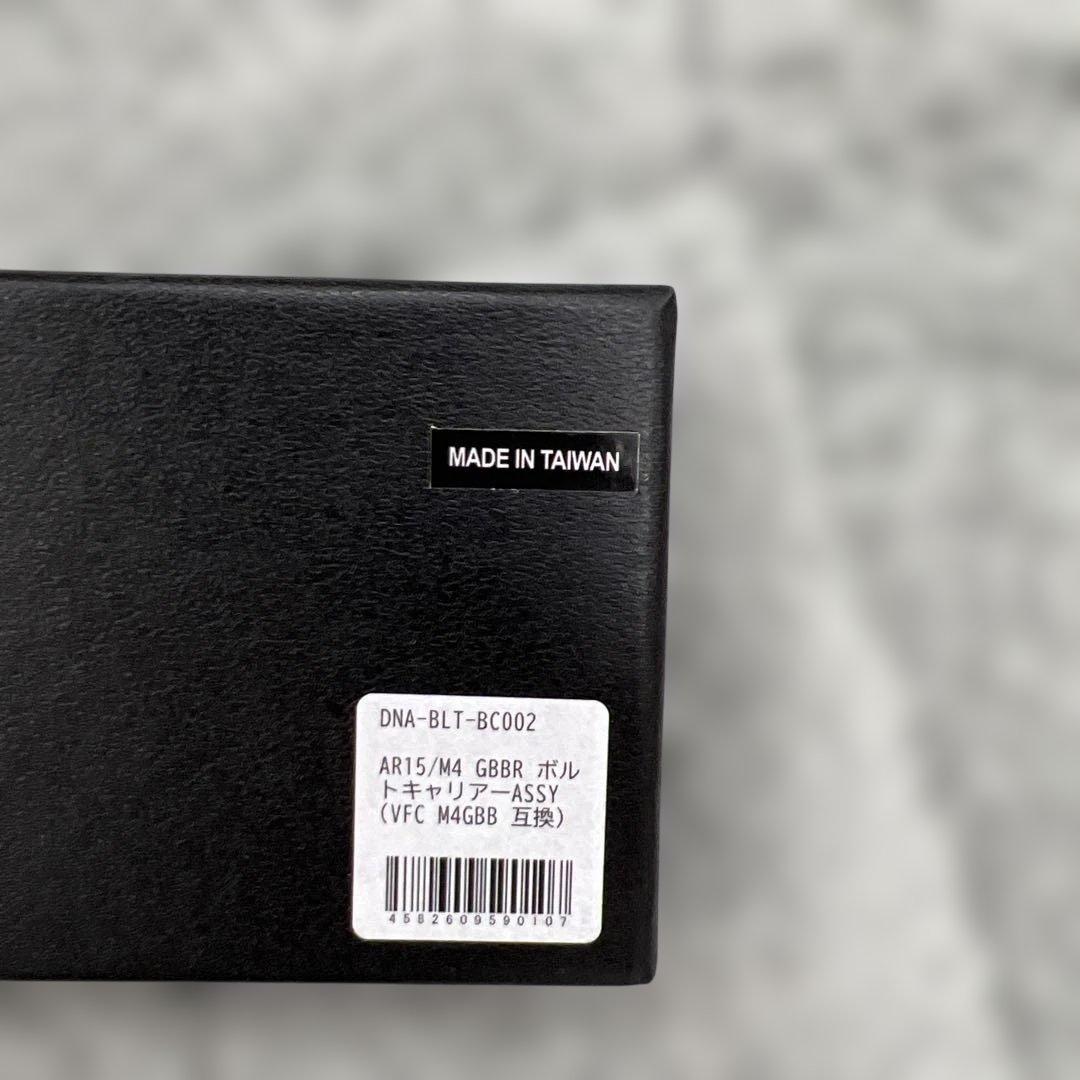 MADE IN TAIWAN
DNA-BLT-BC002
AR15/M4 GBBR ボル
トキャリアーASSY
(VFC M4GBB 互換)
4582609590107